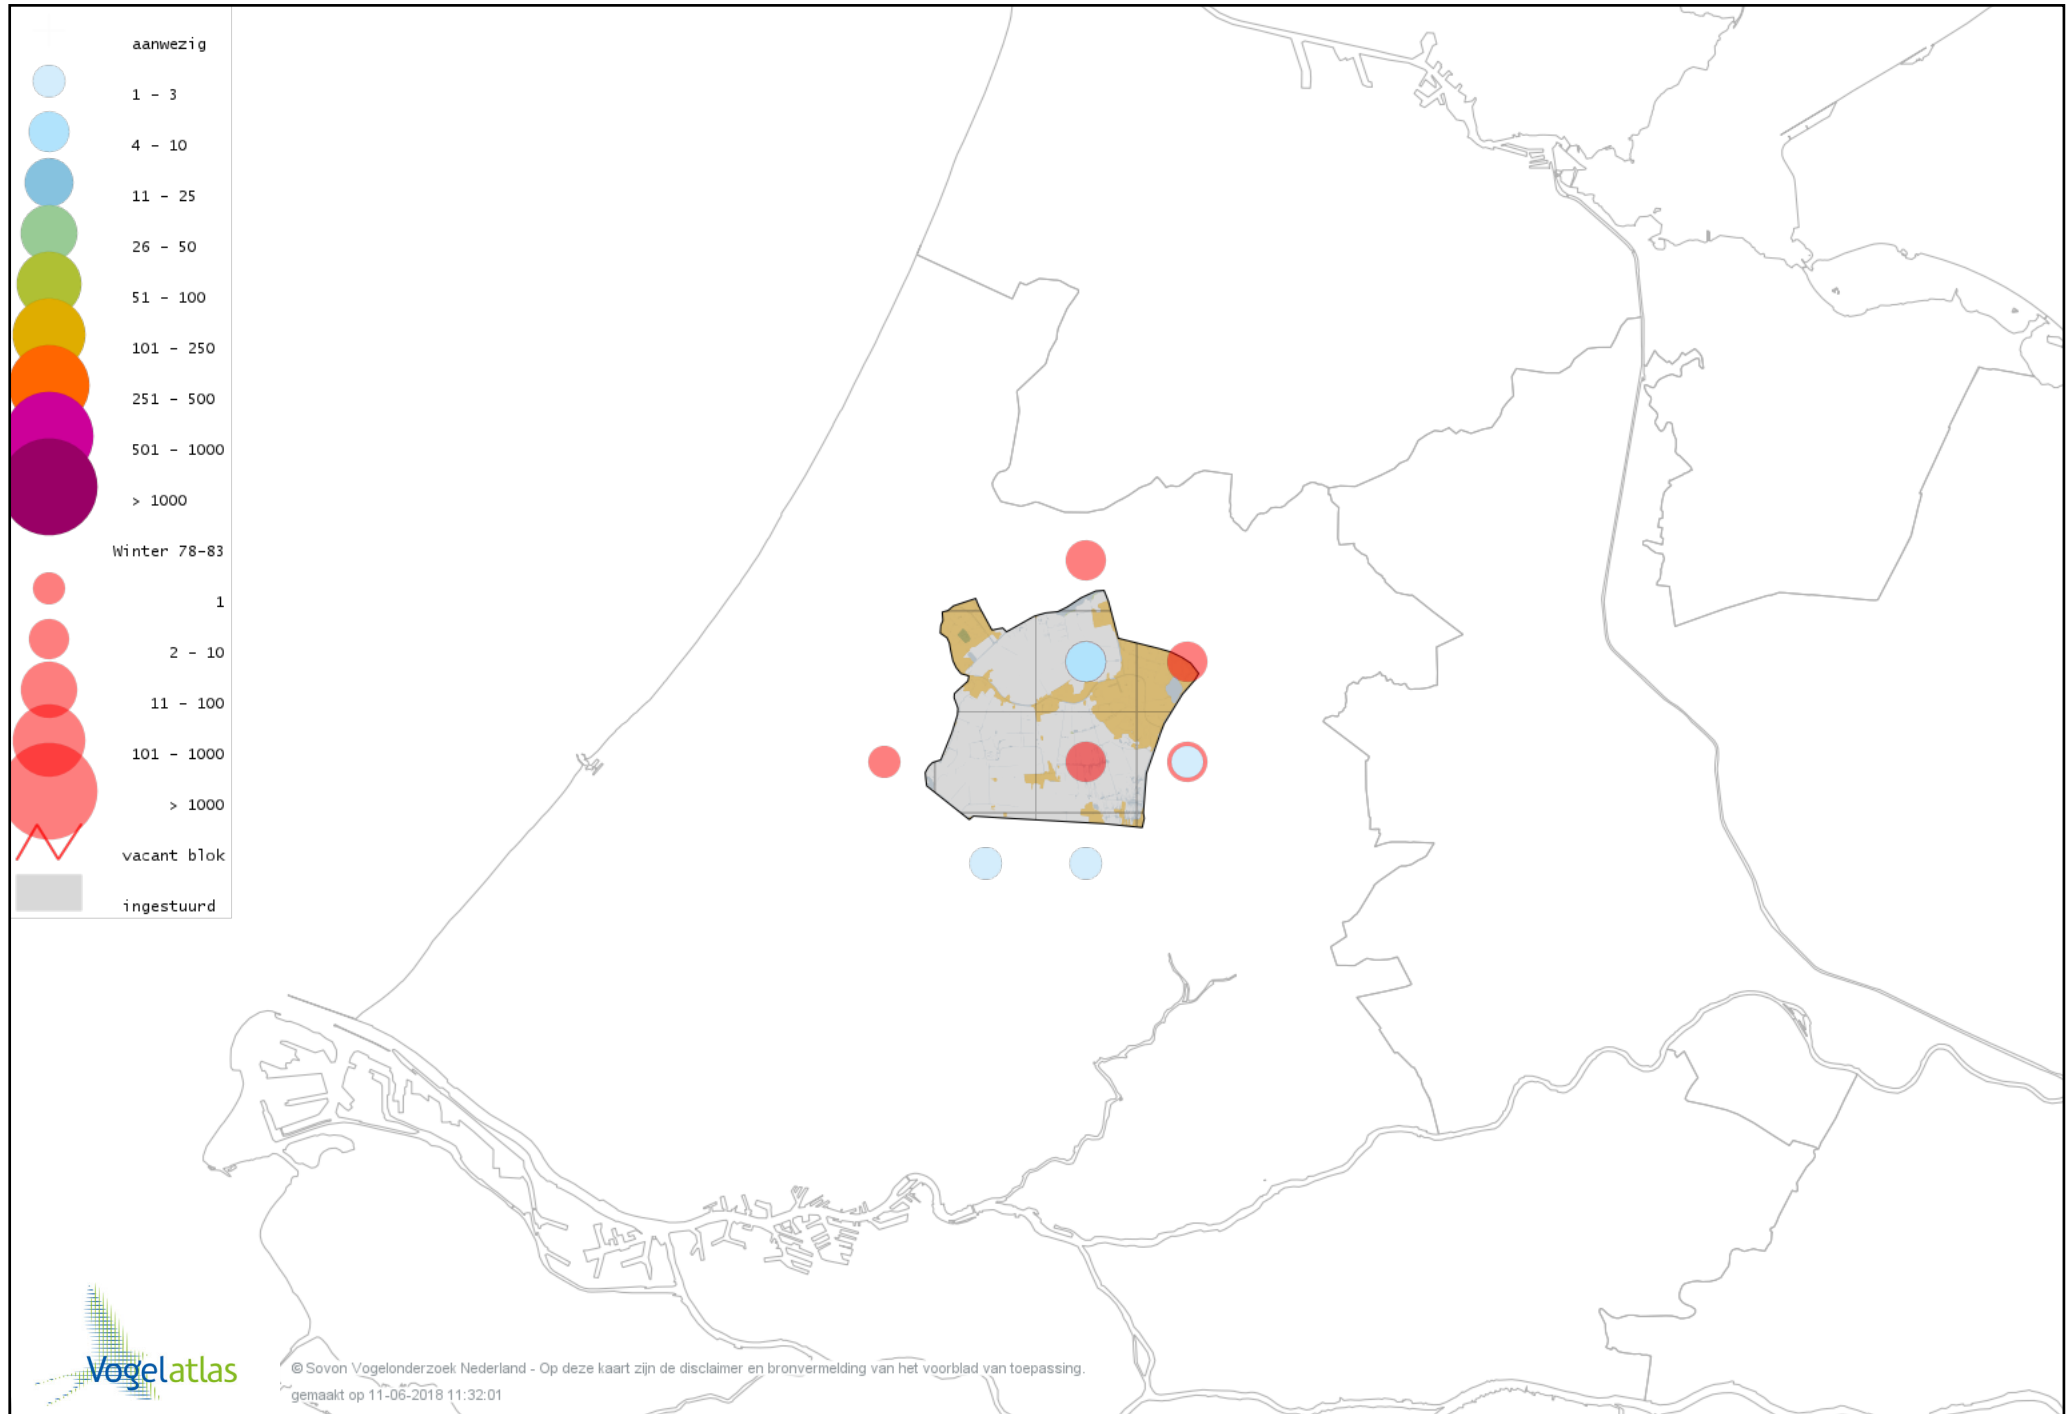 aanwezig
1 – 3
4 – 10
11 – 25
26 – 50
51 – 100
101 – 250
251 – 500
501 – 1000
> 1000
Winter 78-83
1
2 – 10
11 – 100
101 – 1000
> 1000
vacant blok
ingestuurd
Vogelatlas
© Sovon Vogelonderzoek Nederland - Op deze kaart zijn de disclaimer en bronvermelding van het voorblad van toepassing.
gemaakt op 11-06-2018 11:32:01